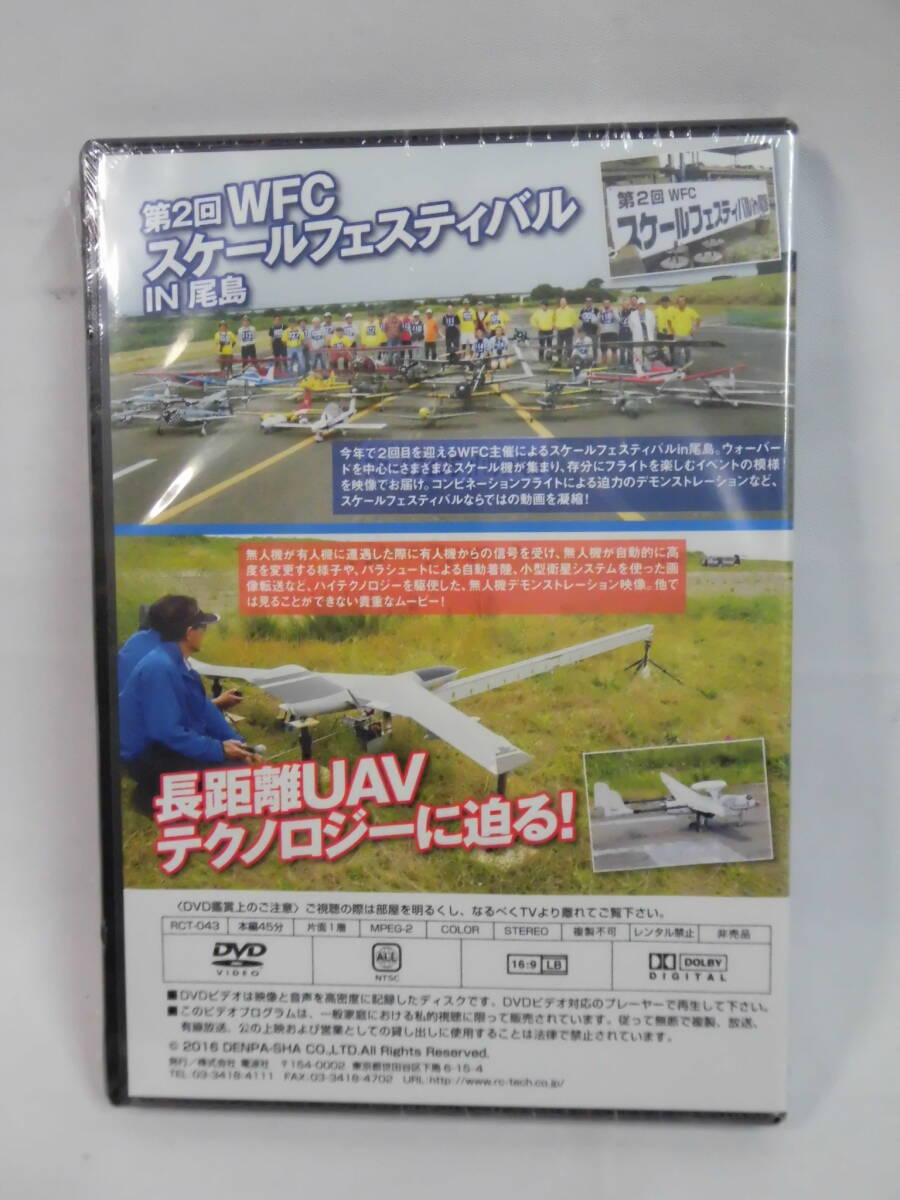 第2回 WFC
スケールフェスティバル
IN 尾島
第2回 WFC
スケールフェスティバルin尾島
今年で2回目を迎えるWFC主催によるスケールフェスティバルin尾島。ウォーバー
ドを中心にさまざまなスケール機が集まり、存分にフライトを楽しむイベントの模様
を映像でお届け。コンビネーションフライトによる迫力のデモンストレーションなど、
スケールフェスティバルならではの動画を凝縮!
無人機が有人機に遭遇した際に有人機からの信号を受け、無人機が自動的に高
度を変更する様子や、パラシュートによる自動着陸、小型衛星システムを使った画
像転送など、ハイテクノロジーを駆使した、無人機デモンストレーション映像。他で
は見ることができない貴重なムービー!
長距離UAV
テクノロジーに迫る!
〈DVD鑑賞上のご注意〉ご視聴の際は部屋を明るくし、なるべくTVより離れてご覧下さい。
RCT-043 本編45分 片面1層 MPEG-2 COLOR STEREO 複製不可 レンタル禁止 非売品
DVD VIDEO ALL NTSC 16:9 LB DOLBY DIGITAL
■DVDビデオは映像と音声を高密度に記録したディスクです。DVDビデオ対応のプレーヤーで再生して下さい。
■このビデオプログラムは、一般家庭における私的視聴に限って販売されています。従って無断で複製、放送、
有線放送、公の上映および営業としての貸し出しに使用することは法律で禁止されています。
© 2016 DENPA-SHA CO.,LTD.All Rights Reserved.
発行/株式会社 電波社 〒154-0002 東京都世田谷区下馬6-15-4
TEL 03-3418-4111 FAX.03-3418-4702 URL:http://www.rc-tech.co.jp/